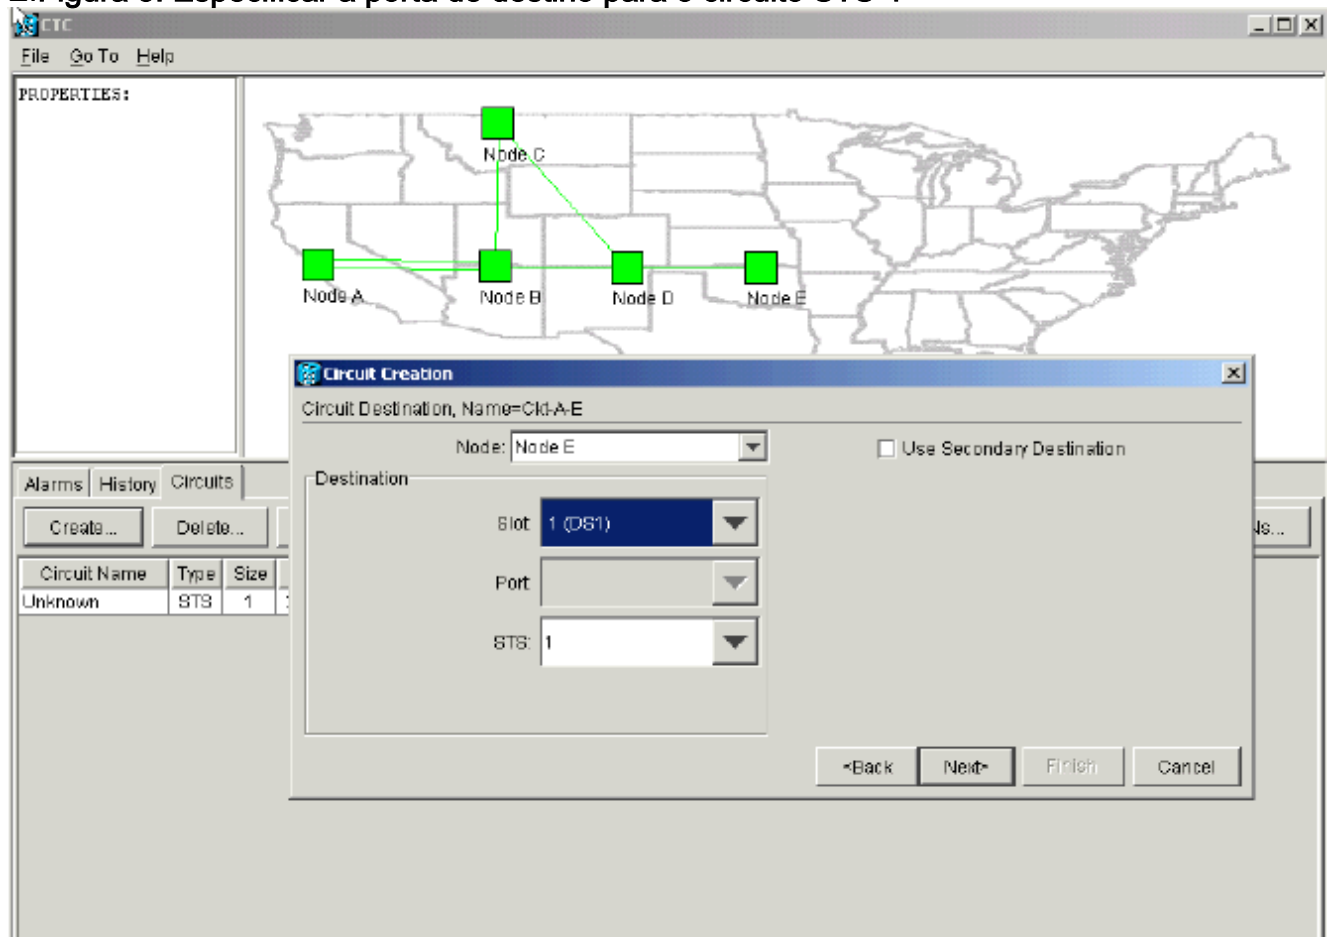 CTC
File Go To Help
PROPERTIES:
Node C
Node A
Node B
Node D
Node E
Circuit Creation
Circuit Destination, Name=Ckt-A-E
Node: Node E
Use Secondary Destination
Destination
Slot: 1 (DS1)
Port:
STS: 1
<Back Next> Finish Cancel
Alarms History Circuits
Create... Delete...
Circuit Name Type Size
Unknown STS 1